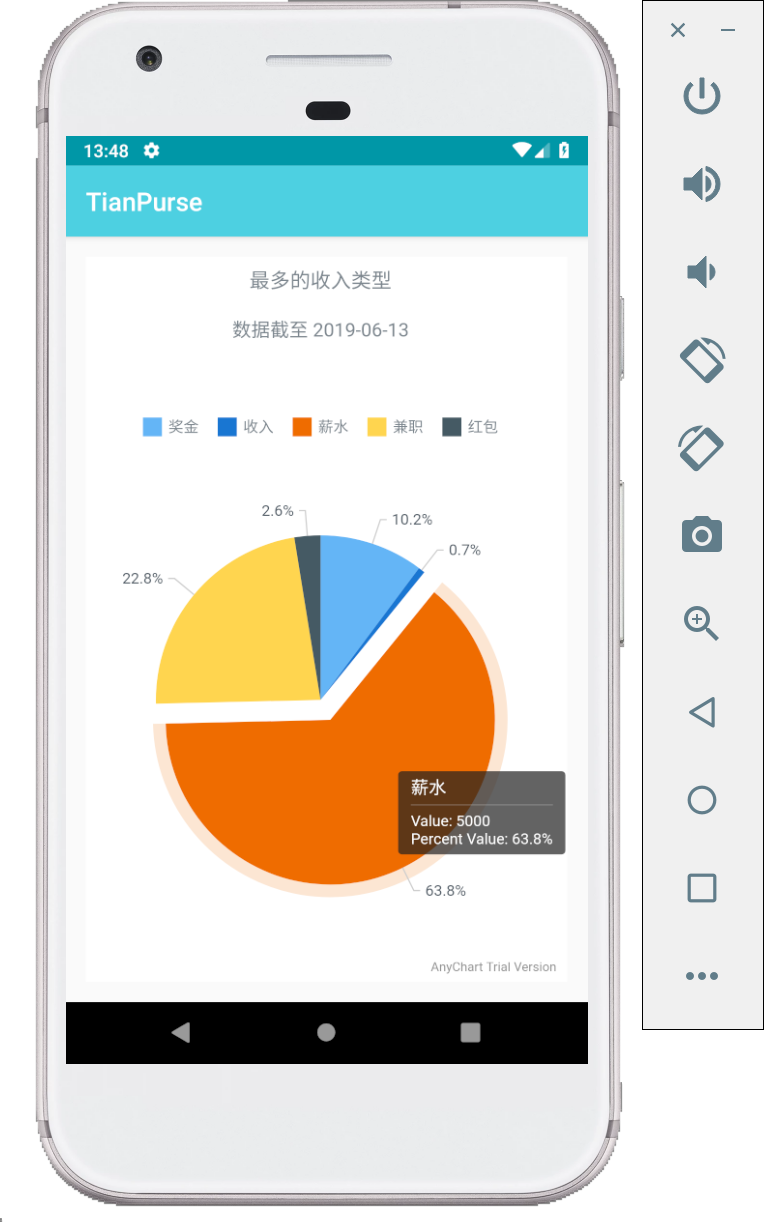 13:48
TianPurse
最多的收入类型
数据截至 2019-06-13
奖金 收入 薪水 兼职 红包
2.6%
10.2%
0.7%
22.8%
薪水
Value: 5000
Percent Value: 63.8%
63.8%
AnyChart Trial Version